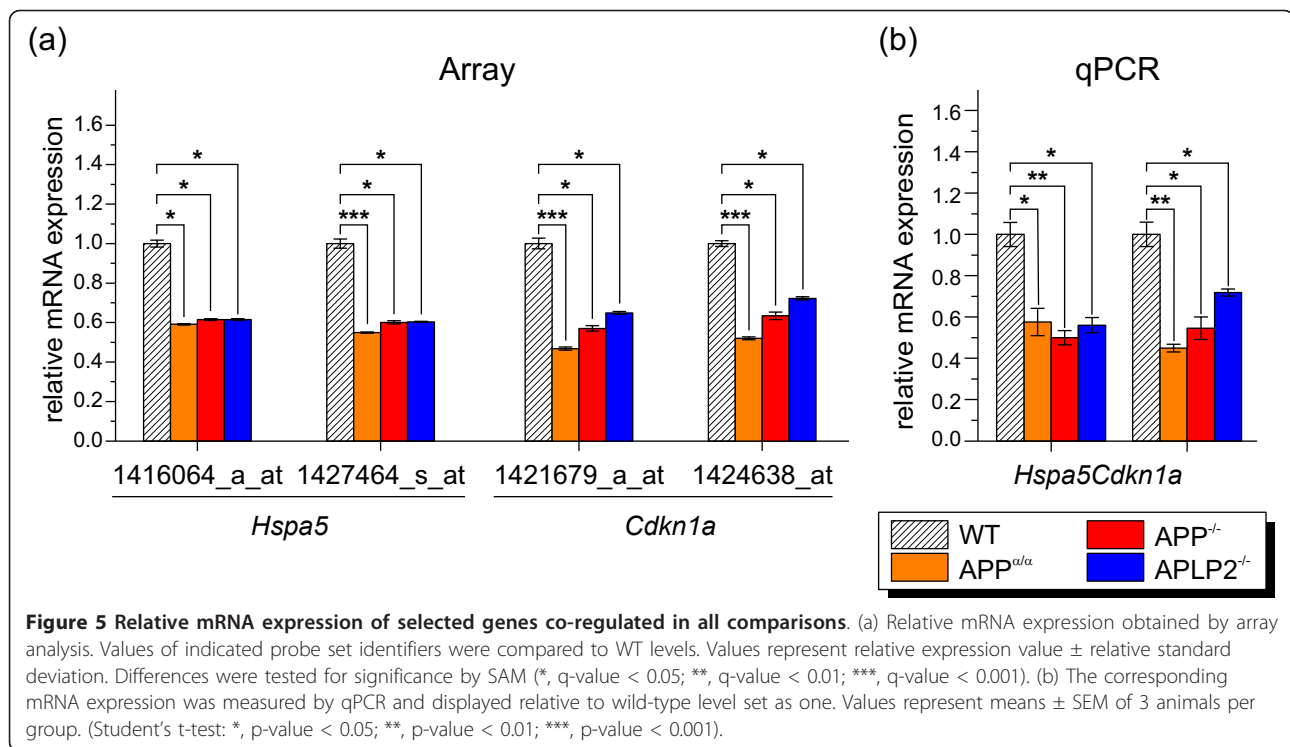 (a)
Array
relative mRNA expression
1.6
1.4
1.2
1.0
0.8
0.6
0.4
0.2
0.0
*
*
*
*
*
***
*
*
***
*
*
***
1416064_a_at 1427464_s_at 1421679_a_at 1424638_at
Hspa5 Cdkn1a
(b)
qPCR
relative mRNA expression
1.6
1.4
1.2
1.0
0.8
0.6
0.4
0.2
0.0
*
**
*
*
*
**
Hspa5Cdkn1a
WT APP-/-
APPα/α APLP2-/-
Figure 5 Relative mRNA expression of selected genes co-regulated in all comparisons. (a) Relative mRNA expression obtained by array
analysis. Values of indicated probe set identifiers were compared to WT levels. Values represent relative expression value ± relative standard
deviation. Differences were tested for significance by SAM (*, q-value < 0.05; **, q-value < 0.01; ***, q-value < 0.001). (b) The corresponding
mRNA expression was measured by qPCR and displayed relative to wild-type level set as one. Values represent means ± SEM of 3 animals per
group. (Student's t-test: *, p-value < 0.05; **, p-value < 0.01; ***, p-value < 0.001).